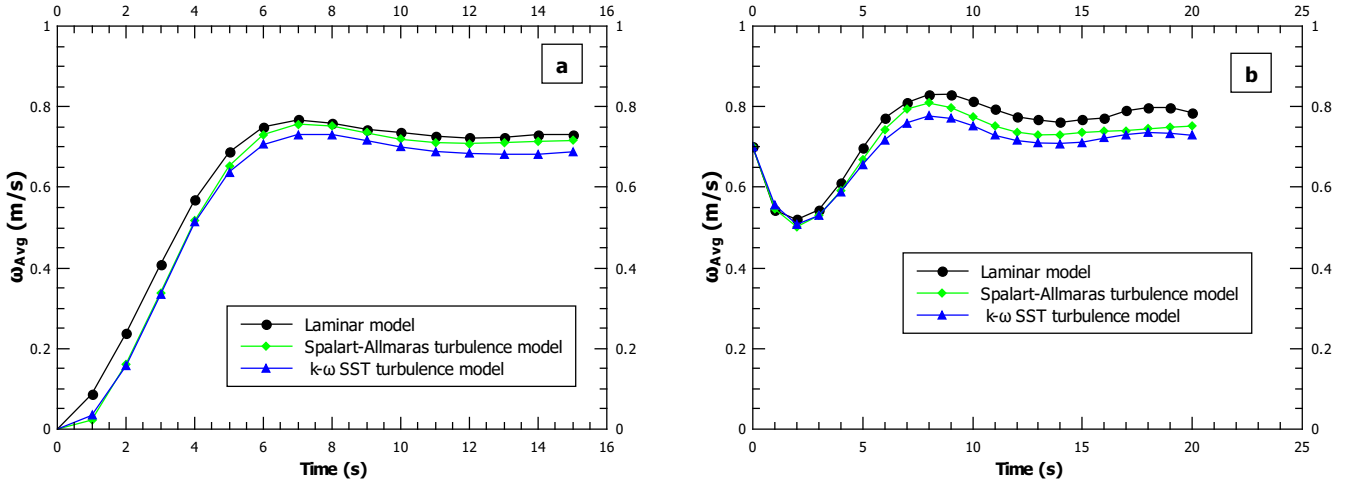 0 2 4 6 8 10 12 14 16
1 1
a
0.8 0.8
0.6 0.6
ωAvg (m/s)
0.4 0.4
Laminar model
Spalart-Allmaras turbulence model
k-ω SST turbulence model
0.2 0.2
0 0
0 2 4 6 8 10 12 14 16
Time (s)
0 5 10 15 20 25
1 1
b
0.8 0.8
0.6 0.6
ωAvg (m/s)
0.4 0.4
Laminar model
Spalart-Allmaras turbulence model
k-ω SST turbulence model
0.2 0.2
0 0
0 5 10 15 20 25
Time (s)